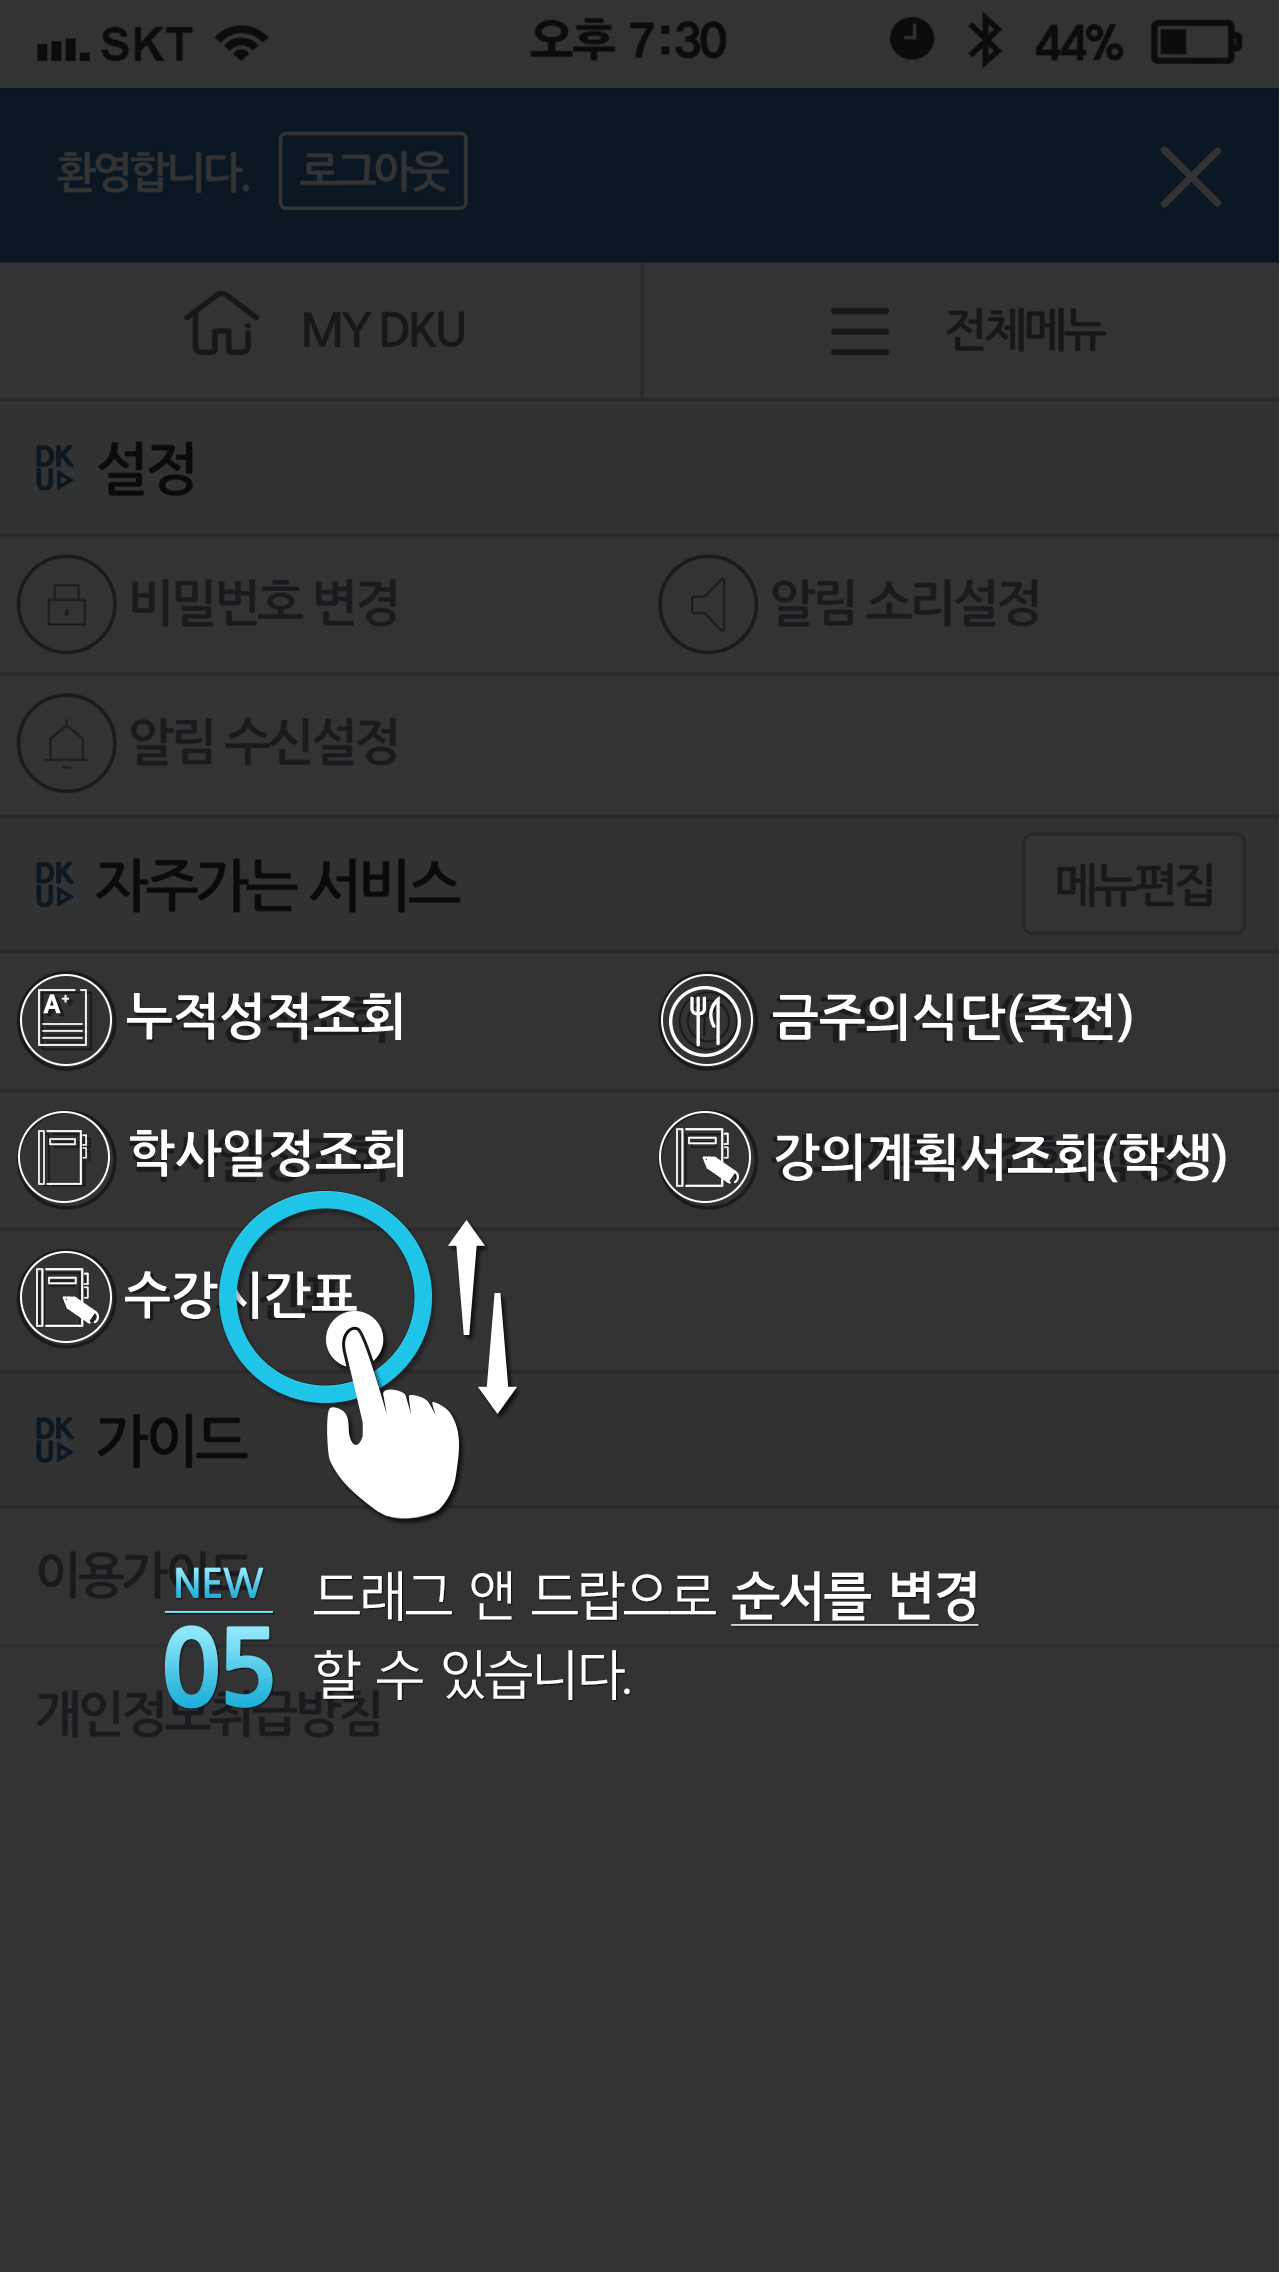 SKT 오후 7:30 44%
환영합니다. 로그아웃
MY DKU 전체메뉴
DKU 설정
비밀번호 변경 알림 소리설정
알림 수신설정
DKU 자주가는 서비스 메뉴편집
A+ 누적성적조회 금주의식단(죽전)
학사일정조회 강의계획서조회(학생)
수강시간표
DKU 가이드
이용가이드
NEW
05
드래그 앤 드랍으로 순서를 변경
할 수 있습니다.
개인정보취급방침